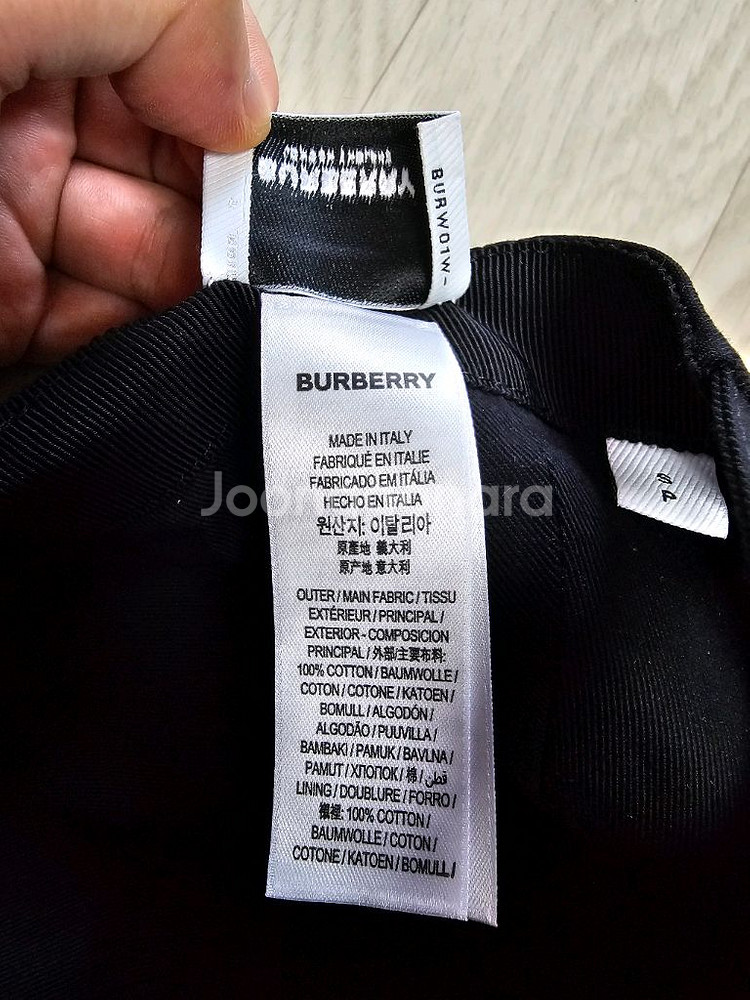 BURW01W-
BURBERRY
MADE IN ITALY
FABRIQUÉ EN ITALIE
FABRICADO EM ITÁLIA
HECHO EN ITALIA
원산지: 이탈리아
原產地 義大利
原产地 意大利
OUTER / MAIN FABRIC / TISSU
EXTÉRIEUR / PRINCIPAL /
EXTERIOR - COMPOSICION
PRINCIPAL / 外部/主要布料:
100% COTTON / BAUMWOLLE /
COTON / COTONE / KATOEN /
BOMULL / ALGODÓN /
ALGODÃO / PUUVILLA /
BAMBAKI / PAMUK / BAVLNA /
PAMUT / ХЛОПОК / 棉 / قطن /
LINING / DOUBLURE / FORRO /
襯裡: 100% COTTON /
BAUMWOLLE / COTON /
COTONE / KATOEN / BOMULL /